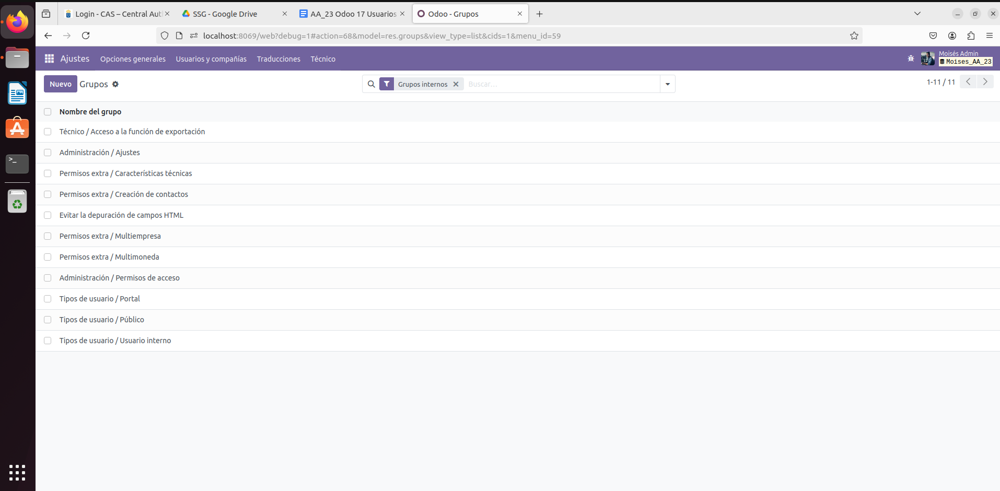 Login - CAS – Central Aut
SSG - Google Drive
AA_23 Odoo 17 Usuarios
Odoo - Grupos
localhost:8069/web?debug=1#action=68&model=res.groups&view_type=list&cids=1&menu_id=59
Ajustes
Opciones generales
Usuarios y compañías
Traducciones
Técnico
Moisés Admin
Moises_AA_23
Nuevo
Grupos
Grupos internos
Buscar...
1-11 / 11
Nombre del grupo
Técnico / Acceso a la función de exportación
Administración / Ajustes
Permisos extra / Características técnicas
Permisos extra / Creación de contactos
Evitar la depuración de campos HTML
Permisos extra / Multiempresa
Permisos extra / Multimoneda
Administración / Permisos de acceso
Tipos de usuario / Portal
Tipos de usuario / Público
Tipos de usuario / Usuario interno